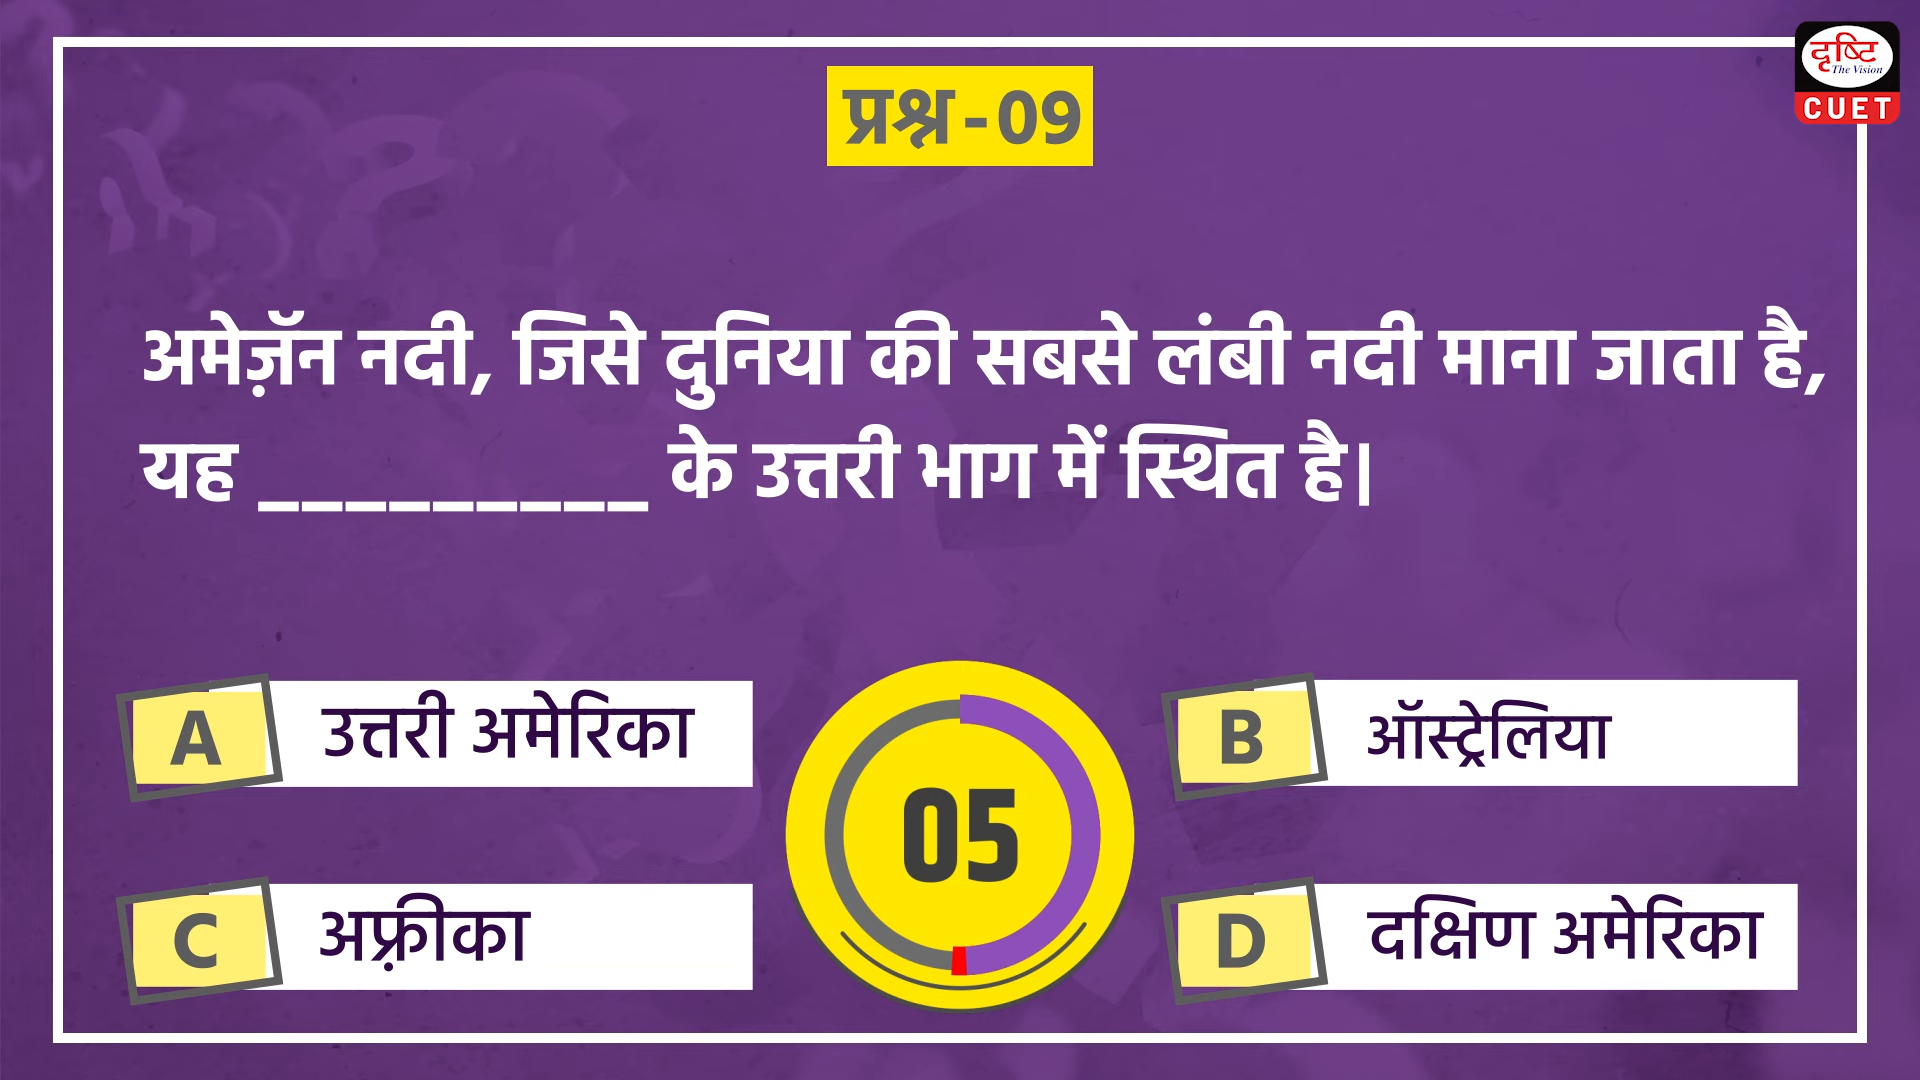 दृष्टि
The Vision
CUET
प्रश्न-09
अमेज़ॅन नदी, जिसे दुनिया की सबसे लंबी नदी माना जाता है,
यह _________ के उत्तरी भाग में स्थित है|
A उत्तरी अमेरिका
B ऑस्ट्रेलिया
05
C अफ़्रीका
D दक्षिण अमेरिका